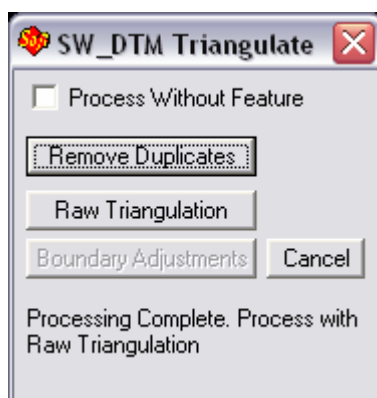 SW_DTM Triangulate
Process Without Feature
Remove Duplicates
Raw Triangulation
Boundary Adjustments Cancel
Processing Complete. Process with
Raw Triangulation